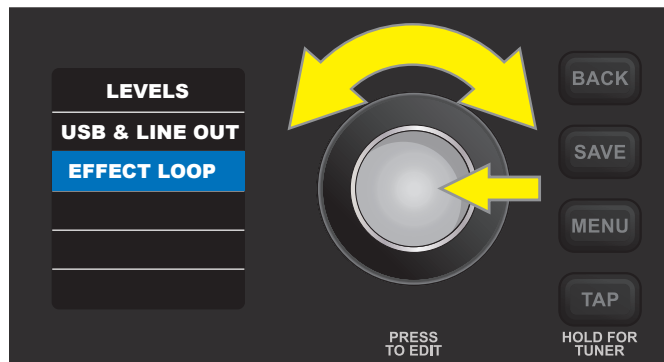 LEVELS
USB & LINE OUT
EFFECT LOOP
BACK
SAVE
MENU
TAP
PRESS
TO EDIT
HOLD FOR
TUNER